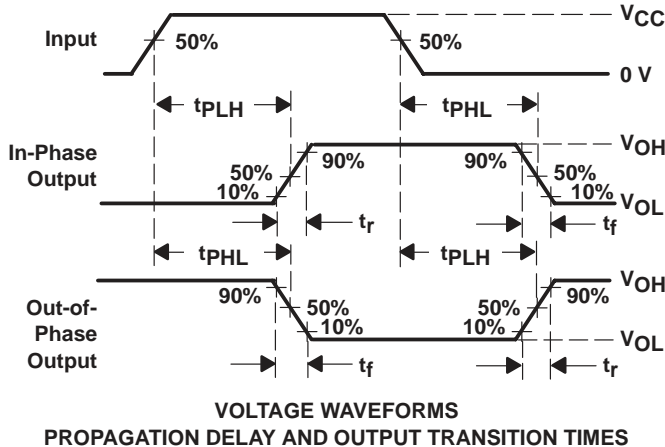 VCC
Input
50%
50%
0 V
tPLH
tPHL
In-Phase
Output
VOH
90%
90%
50%
50%
10%
10%
VOL
tr
tf
tPHL
tPLH
Out-of-
Phase
Output
VOH
90%
90%
50%
50%
10%
10%
VOL
tf
tr
VOLTAGE WAVEFORMS
PROPAGATION DELAY AND OUTPUT TRANSITION TIMES